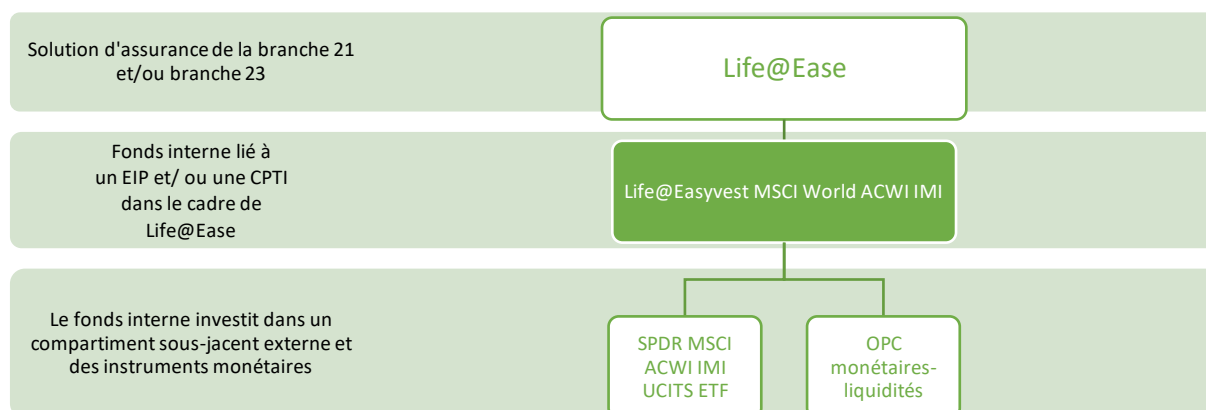 Solution d'assurance de la branche 21
et/ou branche 23
Life@Ease
Fonds interne lié à
un EIP et/ ou une CPTI
dans le cadre de
Life@Ease
Life@Easyvest MSCI World ACWI IMI
Le fonds interne investit dans un
compartiment sous-jacent externe et
des instruments monétaires
SPDR MSCI
ACWI IMI
UCITS ETF
OPC
monétaires-
liquidités